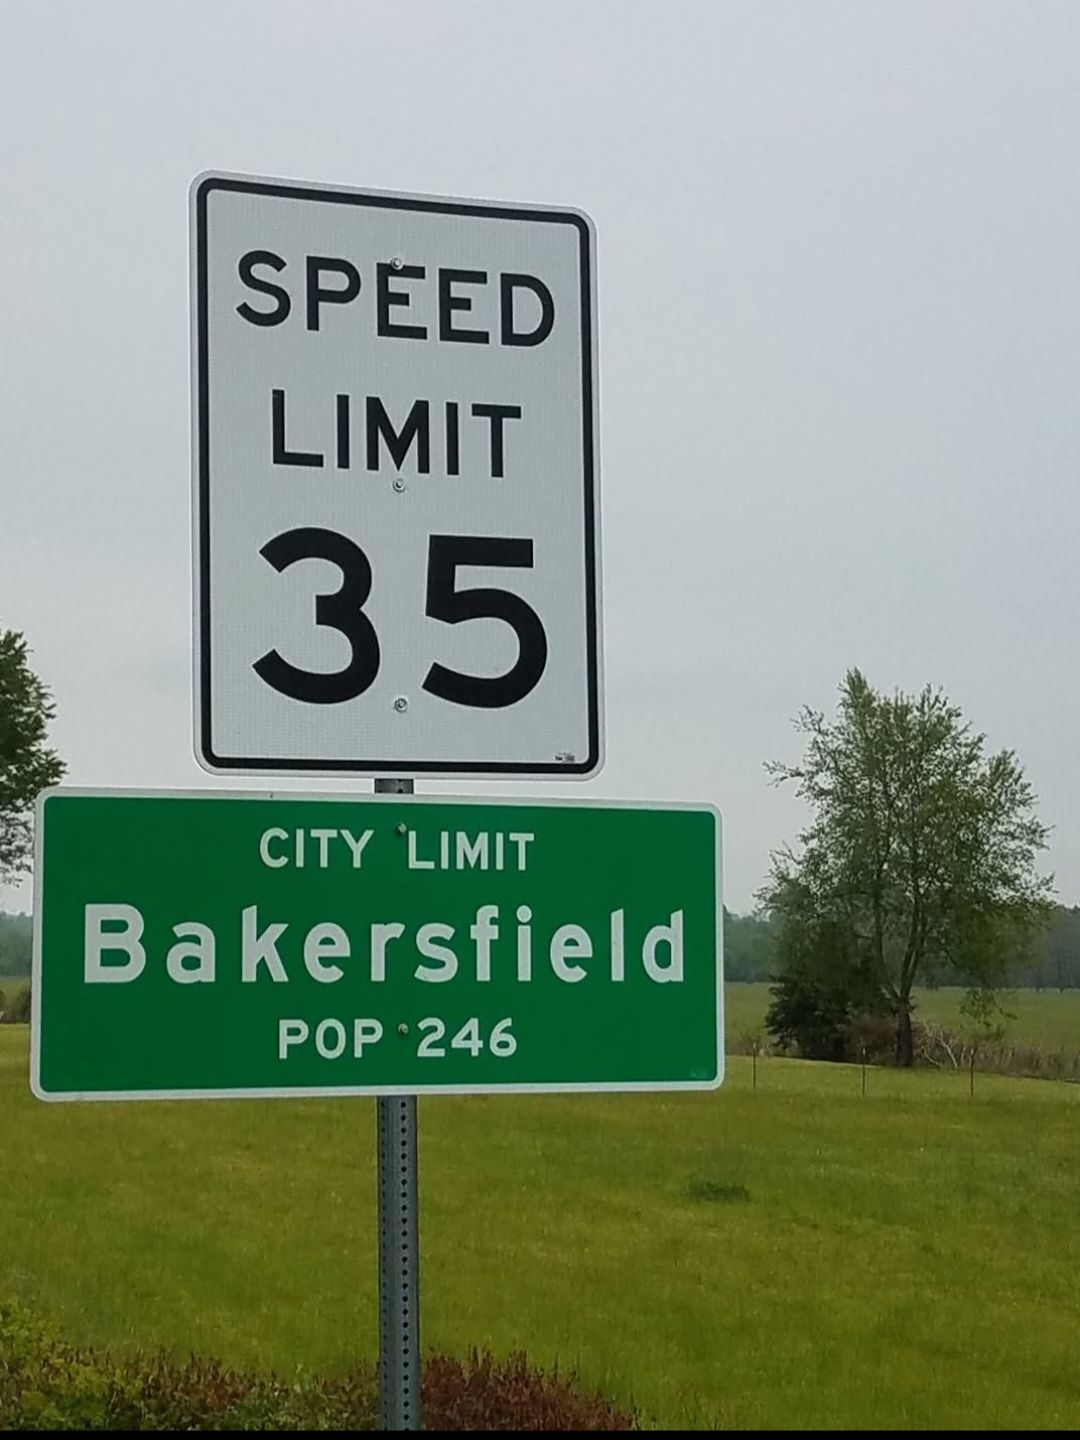 SPEED
LIMIT
35
CITY LIMIT
Bakersfield
POP 246